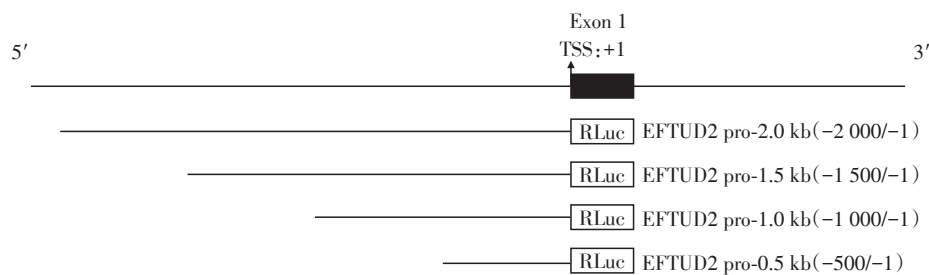 Exon 1
5′
TSS:+1
3′
RLuc EFTUD2 pro-2.0 kb(-2 000/-1)
RLuc EFTUD2 pro-1.5 kb(-1 500/-1)
RLuc EFTUD2 pro-1.0 kb(-1 000/-1)
RLuc EFTUD2 pro-0.5 kb(-500/-1)